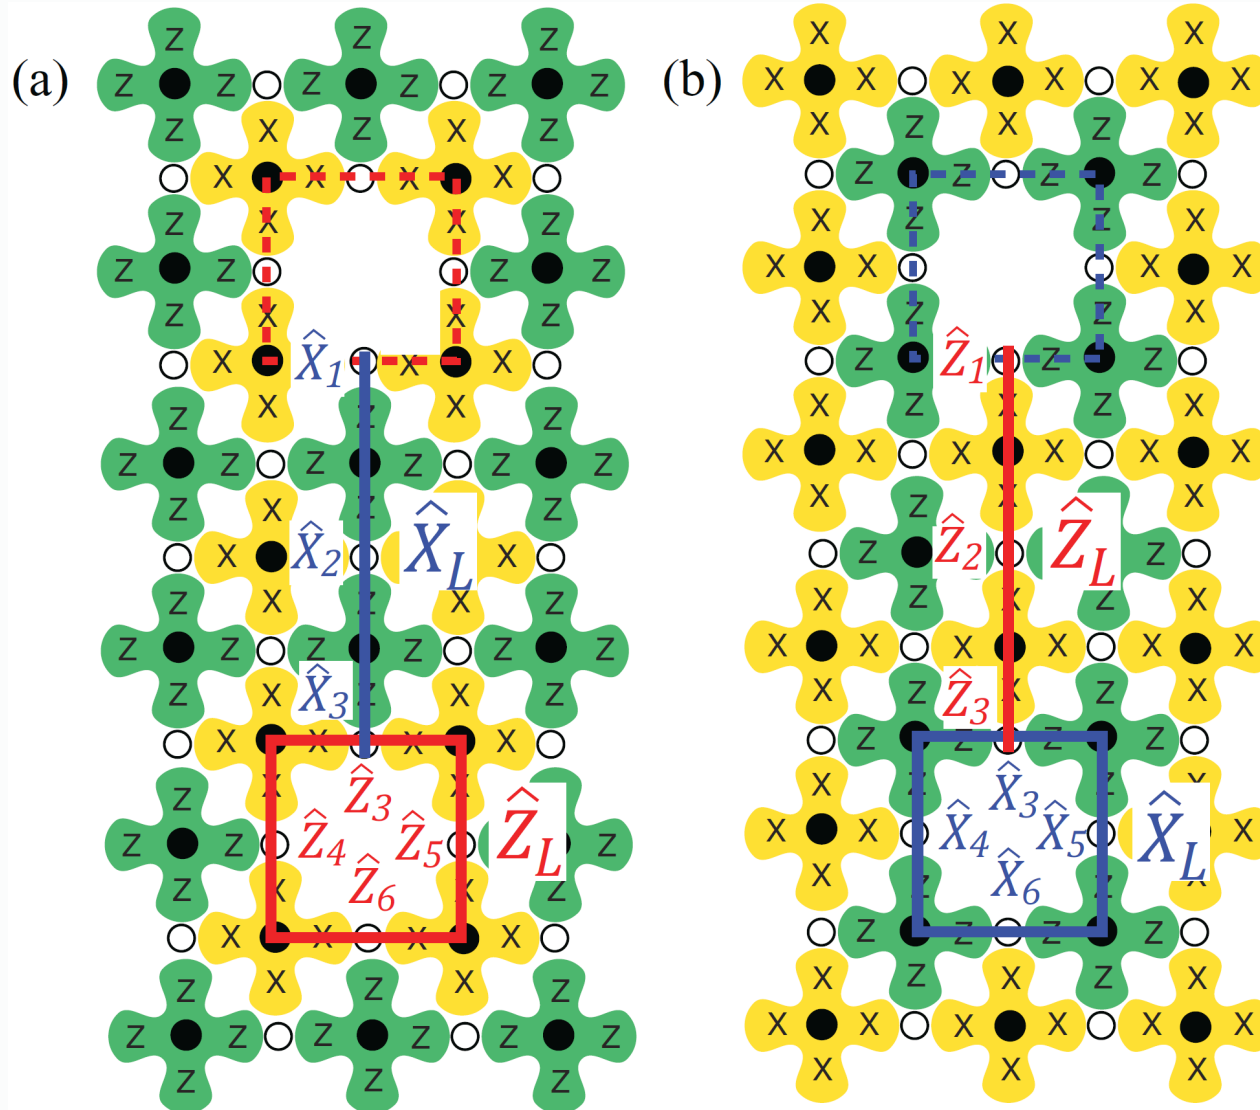 Z Z Z
(a) Z Z Z Z Z Z
Z X Z X Z
X X X X
Z X X Z
Z Z Z Z
Z X X Z
X X̂1 X X
Z X Z X Z
Z Z Z Z Z Z
Z X Z Z
X X̂2 X̂L
Z X X Z
Z Z Z Z Z Z
Z X X̂3 Z X Z
X X X X
Z X Ẑ3 X Z
Z Z Ẑ4 Ẑ5 ẐL Z
Z X Ẑ6 X Z
X X X X
Z X Z X Z
Z Z Z Z Z Z
Z Z Z
X X X
(b) X X X X X X
X Z X Z X
Z Z Z Z
X Z Z X
X X X X
X Z Z X
Z Ẑ1 Z Z
X Z X Z X
X X X X X X
X Z X X
Z Ẑ2 ẐL Z
X Z X Z X
X X X X X X
X Z Ẑ3 X Z X
Z Z Z Z
X Z X̂3 Z X
X X X̂4 X̂5 X̂L X
X Z X̂6 Z X
Z Z Z Z
X Z X Z X
X X X X X X
X X X